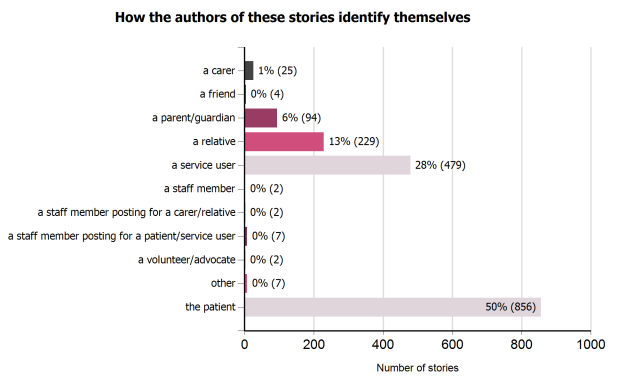 How the authors of these stories identify themselves
a carer 1% (25)
a friend 0% (4)
a parent/guardian 6% (94)
a relative 13% (229)
a service user 28% (479)
a staff member 0% (2)
a staff member posting for a carer/relative 0% (2)
a staff member posting for a patient/service user 0% (7)
a volunteer/advocate 0% (2)
other 0% (7)
the patient 50% (856)
0 200 400 600 800 1000
Number of stories